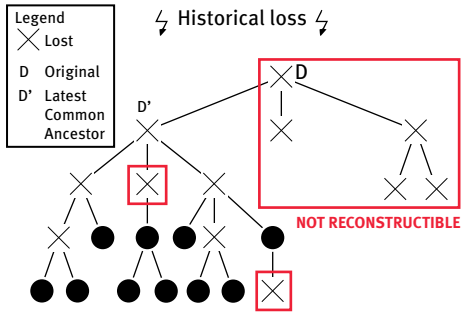 Legend
Lost
D Original
D' Latest
Common
Ancestor
Historical loss
D
D'
NOT RECONSTRUCTIBLE